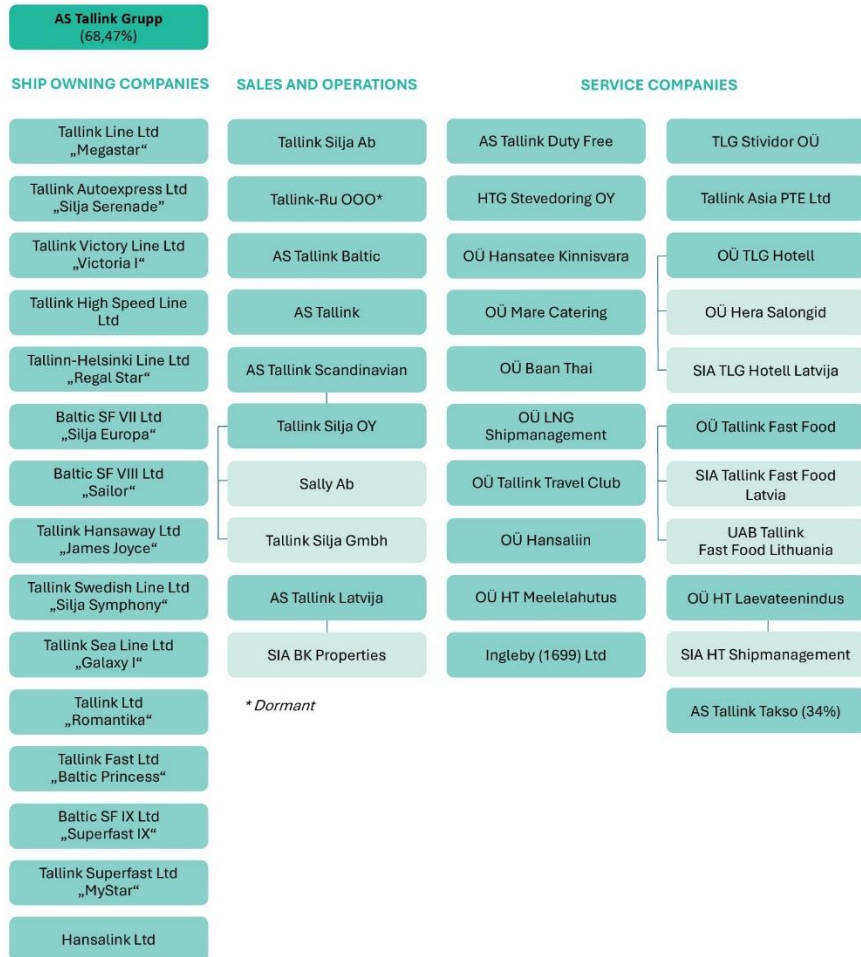 AS Tallink Grupp
(68,47%)
SHIP OWNING COMPANIES
Tallink Line Ltd
„Megastar“
Tallink Autoexpress Ltd
„Silja Serenade”
Tallink Victory Line Ltd
„Victoria I“
Tallink High Speed Line
Ltd
Tallinn-Helsinki Line Ltd
„Regal Star“
Baltic SF VII Ltd
„Silja Europa“
Baltic SF VIII Ltd
„Sailor“
Tallink Hansaway Ltd
„James Joyce“
Tallink Swedish Line Ltd
„Silja Symphony“
Tallink Sea Line Ltd
„Galaxy I“
Tallink Ltd
„Romantika“
Tallink Fast Ltd
„Baltic Princess“
Baltic SF IX Ltd
„Superfast IX“
Tallink Superfast Ltd
„MyStar“
Hansalink Ltd
SALES AND OPERATIONS
Tallink Silja Ab
Tallink-Ru OOO*
AS Tallink Baltic
AS Tallink
AS Tallink Scandinavian
Tallink Silja OY
Sally Ab
Tallink Silja Gmbh
AS Tallink Latvija
SIA BK Properties
* Dormant
SERVICE COMPANIES
AS Tallink Duty Free
HTG Stevedoring OY
OÜ Hansatee Kinnisvara
OÜ Mare Catering
OÜ Baan Thai
OÜ LNG
Shipmanagement
OÜ Tallink Travel Club
OÜ Hansaliin
OÜ HT Meelelahutus
Ingleby (1699) Ltd
TLG Stividor OÜ
Tallink Asia PTE Ltd
OÜ TLG Hotell
OÜ Hera Salongid
SIA TLG Hotell Latvija
OÜ Tallink Fast Food
SIA Tallink Fast Food
Latvia
UAB Tallink
Fast Food Lithuania
OÜ HT Laevateenindus
SIA HT Shipmanagement
AS Tallink Takso (34%)